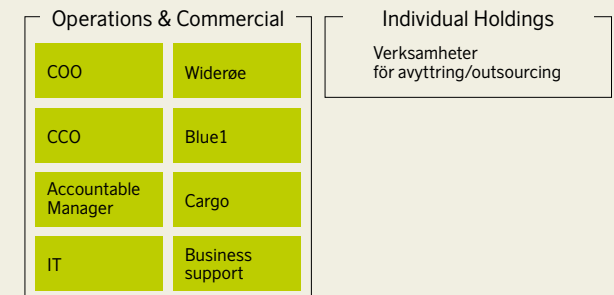 Operations & Commercial
COO
Widerøe
CCO
Blue1
Accountable
Manager
Cargo
IT
Business
support
Individual Holdings
Verksamheter
för avyttring/outsourcing